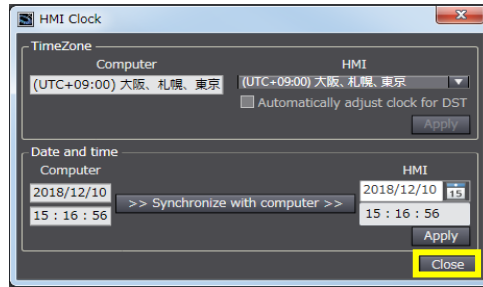 HMI Clock
TimeZone
Computer
HMI
(UTC+09:00) 大阪、札幌、東京
(UTC+09:00) 大阪、札幌、東京
Automatically adjust clock for DST
Apply
Date and time
Computer
HMI
2018/12/10
>> Synchronize with computer >>
2018/12/10
15
15 : 16 : 56
15 : 16 : 56
Apply
Close